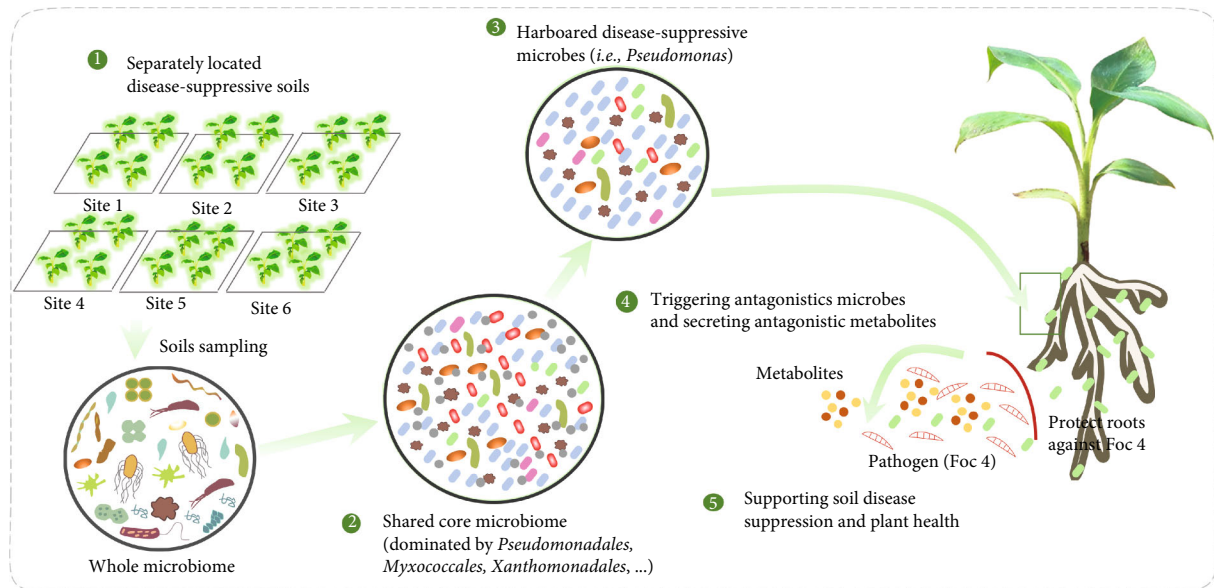 1 Separately located
disease-suppressive soils
Site 1
Site 2
Site 3
Site 4
Site 5
Site 6
Soils sampling
Whole microbiome
2 Shared core microbiome
(dominated by Pseudomonadales,
Myxococcales, Xanthomonadales, ...)
3 Harboared disease-suppressive
microbes (i.e., Pseudomonas)
4 Triggering antagonistics microbes
and secreting antagonistic metabolites
Metabolites
Pathogen (Foc 4)
Protect roots
against Foc 4
5 Supporting soil disease
suppression and plant health